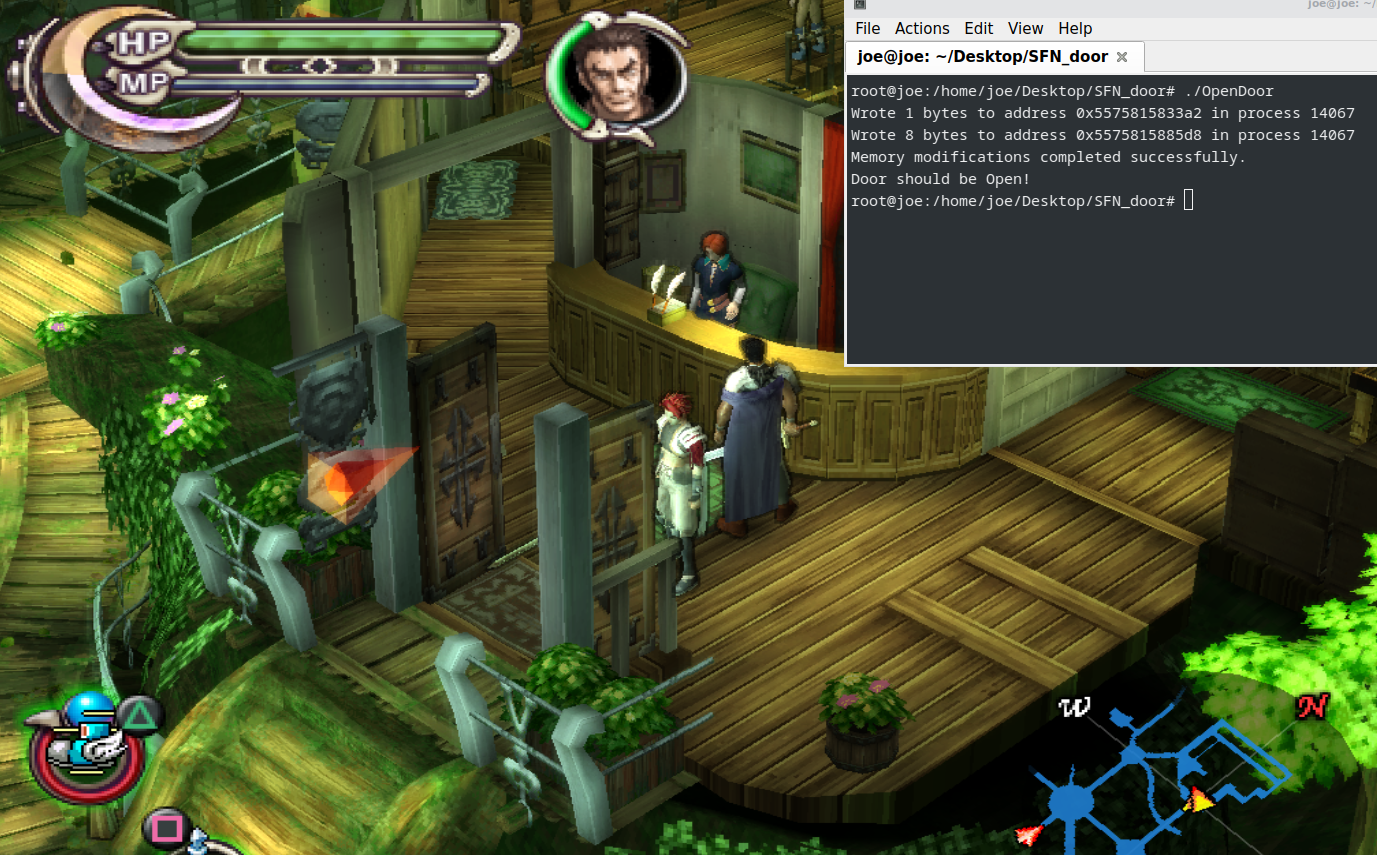 HP
MP
joe@joe: ~/
File Actions Edit View Help
joe@joe: ~/Desktop/SFN_door
root@joe:/home/joe/Desktop/SFN_door# ./OpenDoor
Wrote 1 bytes to address 0x5575815833a2 in process 14067
Wrote 8 bytes to address 0x5575815885d8 in process 14067
Memory modifications completed successfully.
Door should be Open!
root@joe:/home/joe/Desktop/SFN_door#
W
N